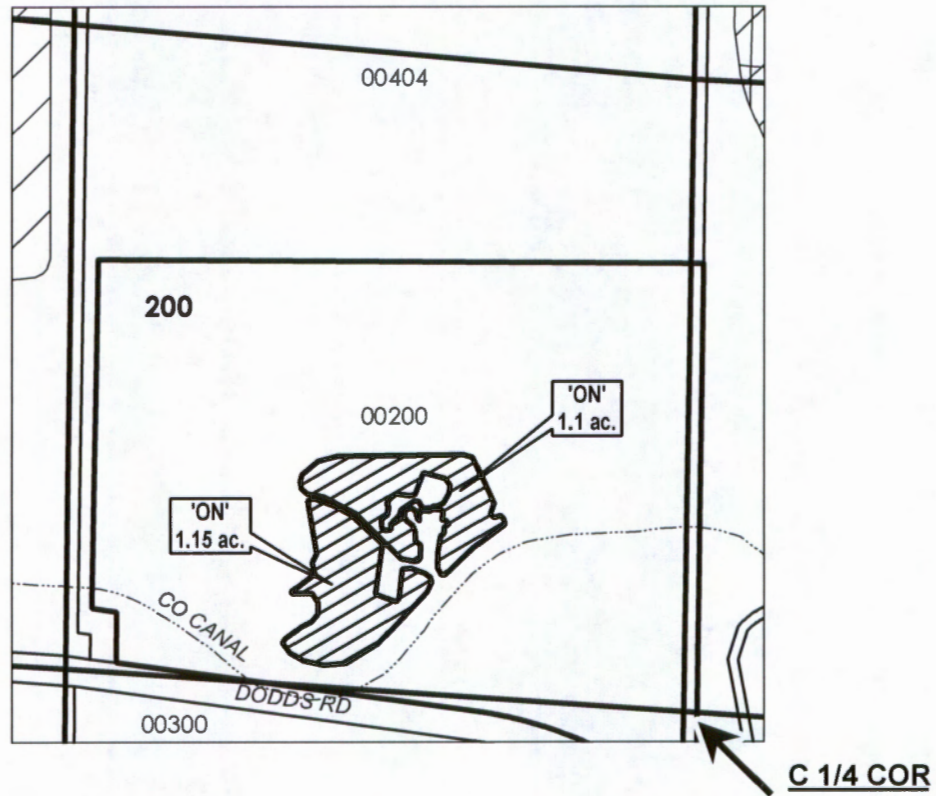 00404
200
00200
'ON'
1.1 ac.
'ON'
1.15 ac.
CO CANAL
DODDS RD
00300
C 1/4 COR